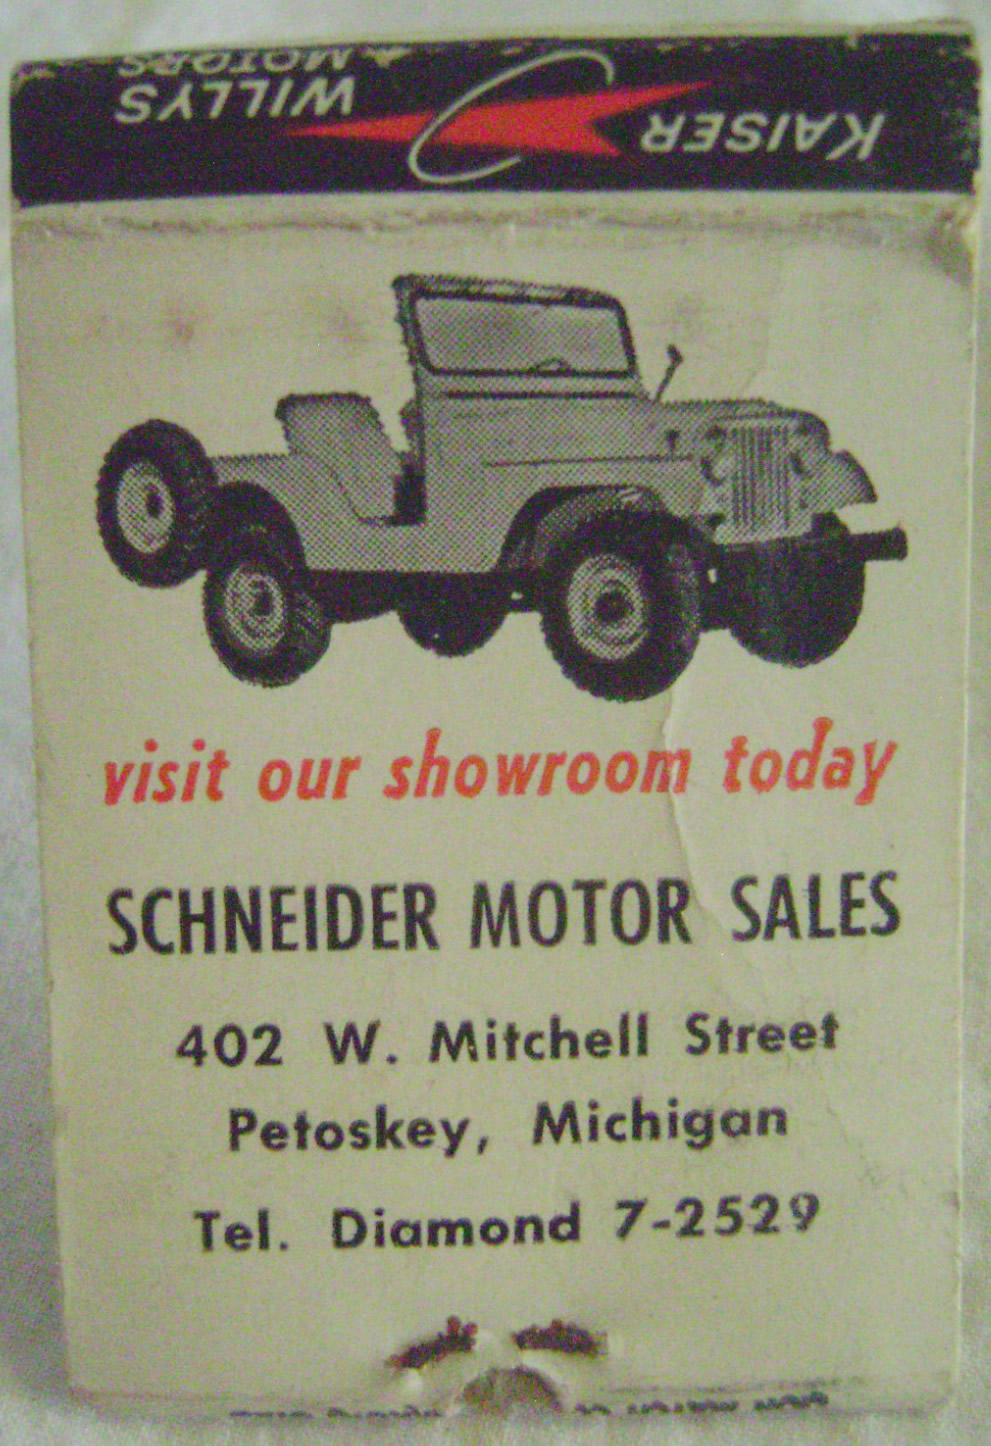 KAISER WILLYS
MOTORS
visit our showroom today
SCHNEIDER MOTOR SALES
402 W. Mitchell Street
Petoskey, Michigan
Tel. Diamond 7-2529